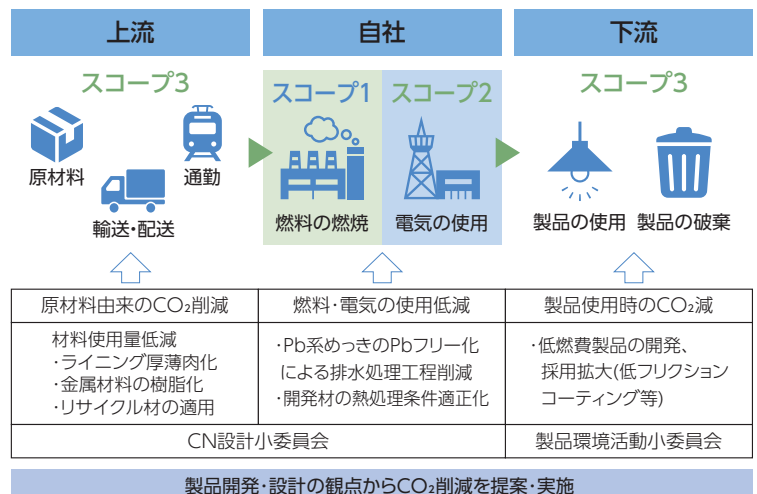 上流
自社
下流
スコープ3
スコープ1
スコープ2
スコープ3
原材料
通勤
輸送・配送
燃料の燃焼
電気の使用
製品の使用
製品の破棄
原材料由来のCO₂削減
燃料・電気の使用低減
製品使用時のCO₂減
材料使用量低減
・ライニング厚薄肉化
・金属材料の樹脂化
・リサイクル材の適用
・Pb系めっきのPbフリー化
による排水処理工程削減
・開発材の熱処理条件適正化
・低燃費製品の開発、
採用拡大(低フリクション
コーティング等)
CN設計小委員会
製品環境活動小委員会
製品開発・設計の観点からCO₂削減を提案・実施